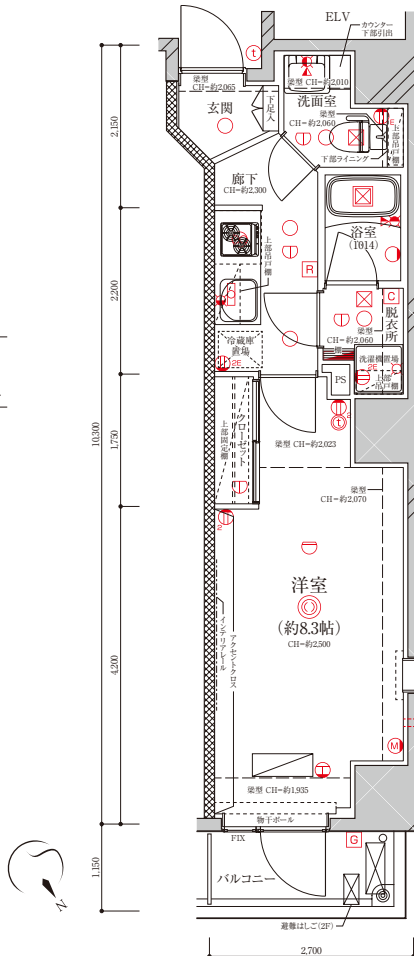 ELV
カウンター
下部引出
t
梁型
CH=約2,065
梁型 CH=約2,010
玄関
下足入
洗面室
CH=約2,060
梁型
上部吊戸棚
E
下部ライニング
2,150
廊下
CH=約2,300
浴室
(1014)
上部吊戸棚
R
C
2,200
脱衣所
梁型
CH=約2,060
棚
冷蔵庫
置場
2E
洗濯機置場
2E
上部
吊戸棚
PS
10,300
1,750
クローゼット
上部固定棚
2
t
梁型 CH=約2,023
梁型
CH=約2,070
2
洋室
(約8.3帖)
CH=約2,500
アクセントクロス
インテリアレール
4,200
M
梁型 CH=約1,935
物干ポール
FIX
G
1,150
バルコニー
N
避難はしご(2F)
2,700